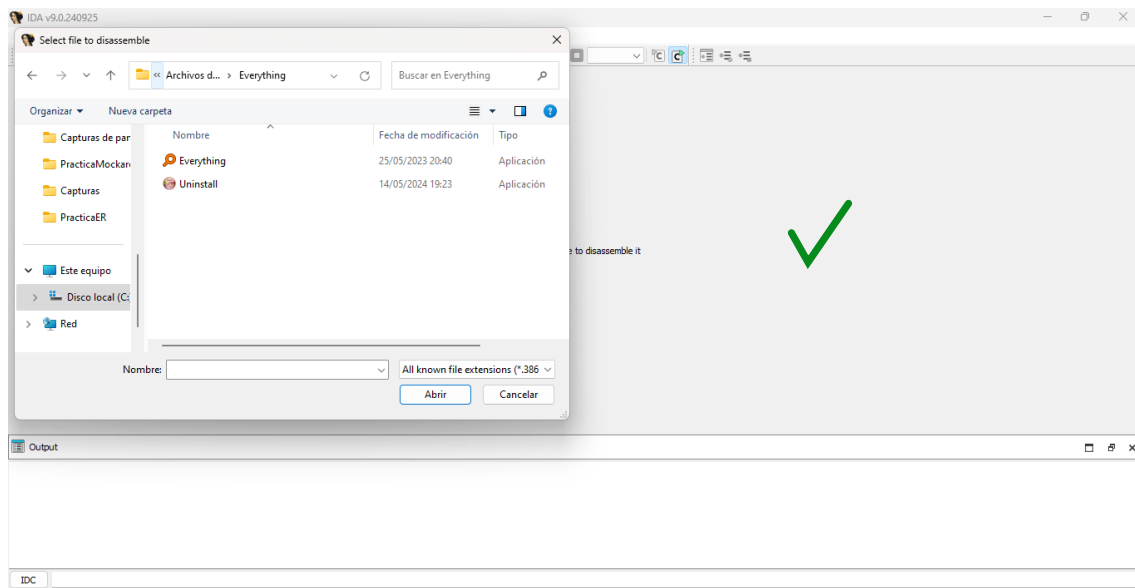 IDA v9.0.240925
Select file to disassemble
« Archivos d... › Everything
Buscar en Everything
Organizar
Nueva carpeta
Nombre
Fecha de modificación
Tipo
Capturas de par
PracticaMockar
Capturas
PracticaER
Everything
25/05/2023 20:40
Aplicación
Uninstall
14/05/2024 19:23
Aplicación
Este equipo
Disco local (C:
Red
e to disassemble it
Nombre:
All known file extensions (*.386
Abrir
Cancelar
Output
IDC